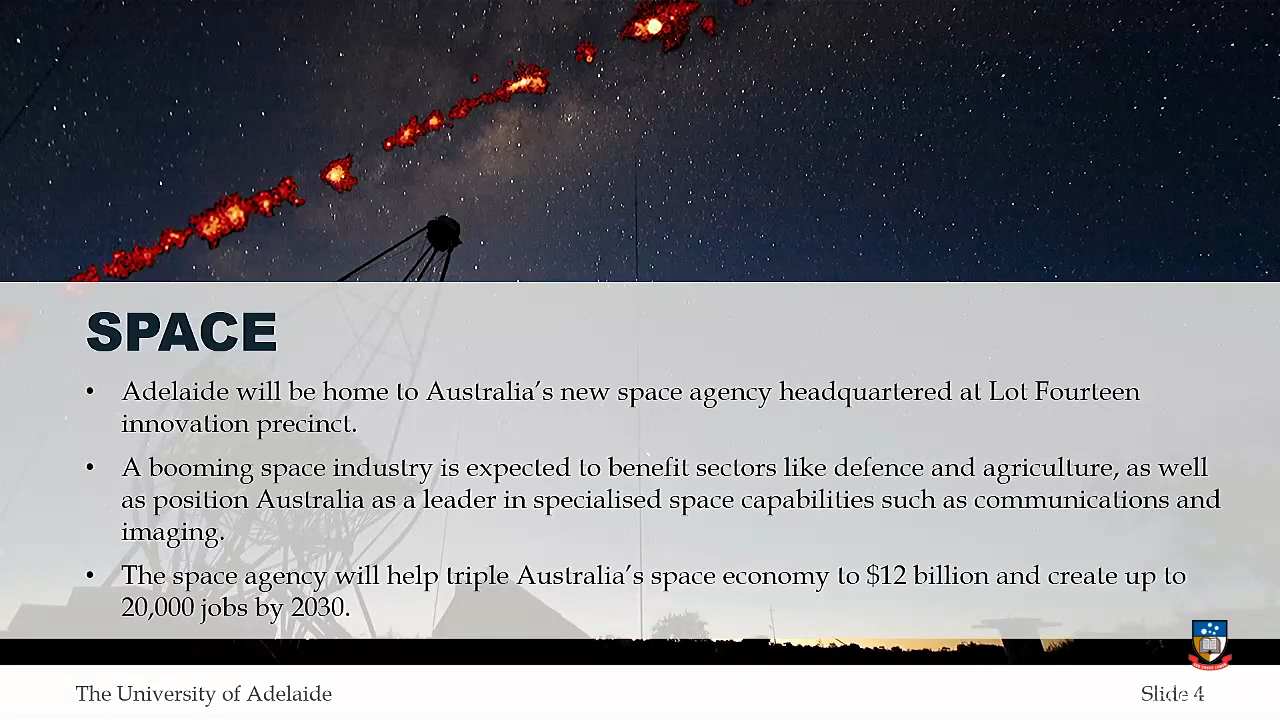 SPACE
• Adelaide will be home to Australia’s new space agency headquartered at Lot Fourteen
innovation precinct.
• A booming space industry is expected to benefit sectors like defence and agriculture, as well
as position Australia as a leader in specialised space capabilities such as communications and
imaging.
• The space agency will help triple Australia’s space economy to $12 billion and create up to
20,000 jobs by 2030.
The University of Adelaide
Slide 4